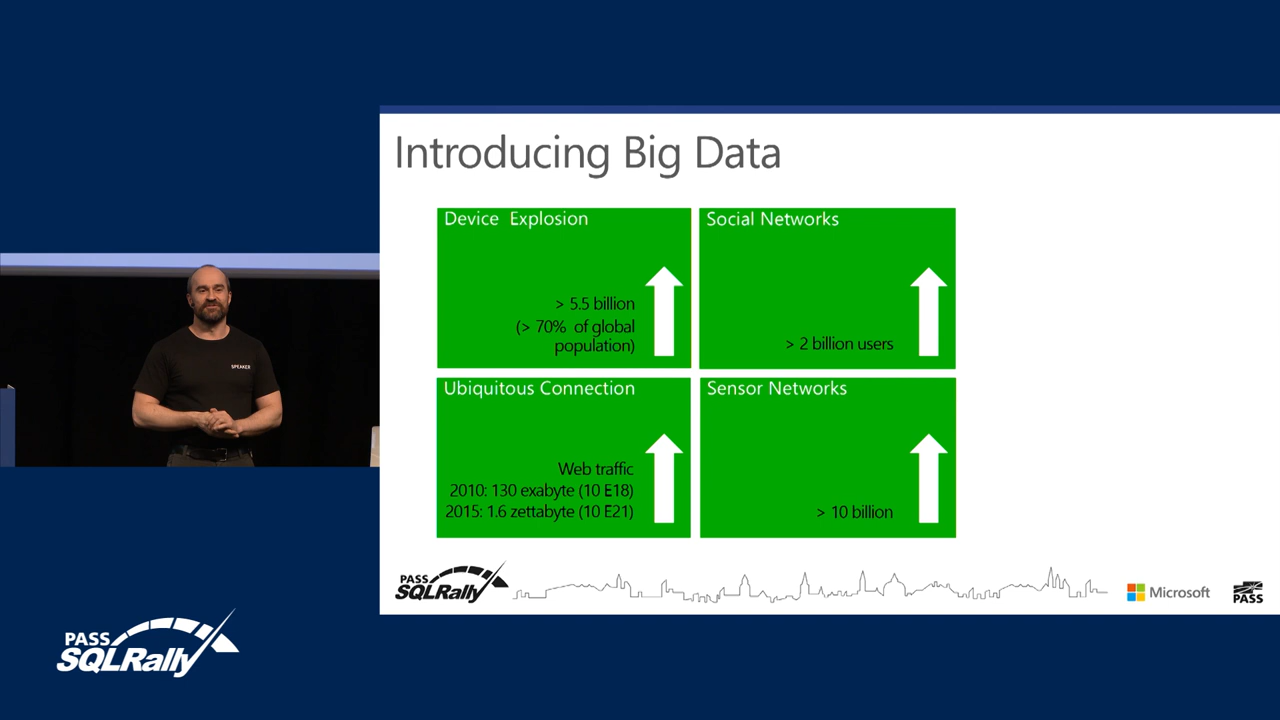 Introducing Big Data
Device Explosion
> 5.5 billion
(> 70% of global
population)
Social Networks
> 2 billion users
Ubiquitous Connection
Web traffic
2010: 130 exabyte (10 E18)
2015: 1.6 zettabyte (10 E21)
Sensor Networks
> 10 billion
SPEAKER
PASS
SQLRally
Microsoft
PASS
PASS
SQLRally